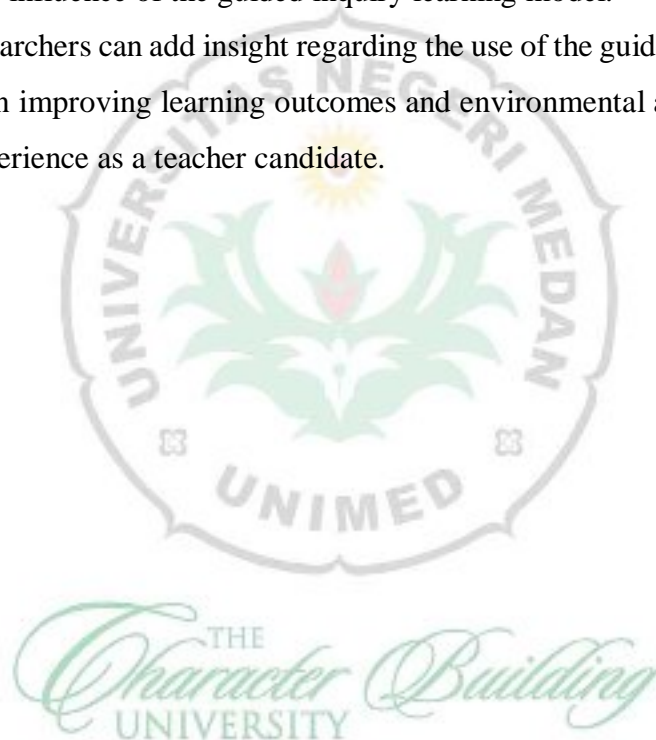 influence of the guided inquiry learning model.
archers can add insight regarding the use of the guid
improving learning outcomes and environmental a
erience as a teacher candidate.
UNIVERSITAS NEGERI MEDAN
UNIMED
THE
Character Building
UNIVERSITY